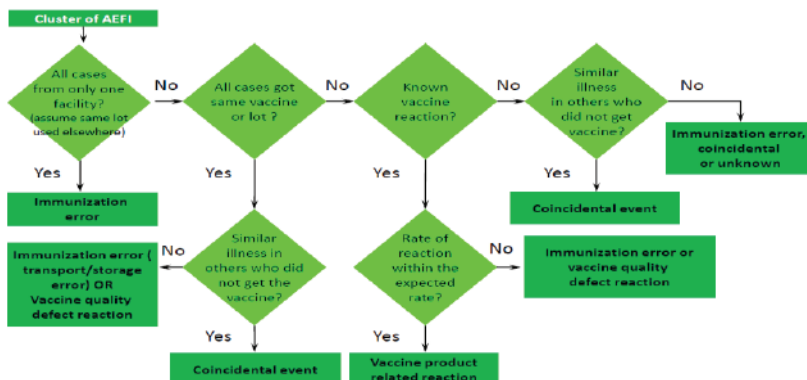 Cluster of AEFI
All cases
from only one
facility?
(assume same lot
used elsewhere)
No
All cases got
same vaccine
or lot ?
No
Known
vaccine
reaction?
No
Similar
illness
in others who
did not get
vaccine?
No
Immunization error,
coincidental
or unknown
Yes
Yes
Yes
Yes
Immunization
error
Coincidental event
Immunization error (
transport/storage
error) OR
Vaccine quality
defect reaction
No
Similar
illness in
others who did
not get the
vaccine?
Rate of
reaction within
the expected
rate?
No
Immunization error or
vaccine quality
defect reaction
Yes
Yes
Coincidental event
Vaccine product
related reaction